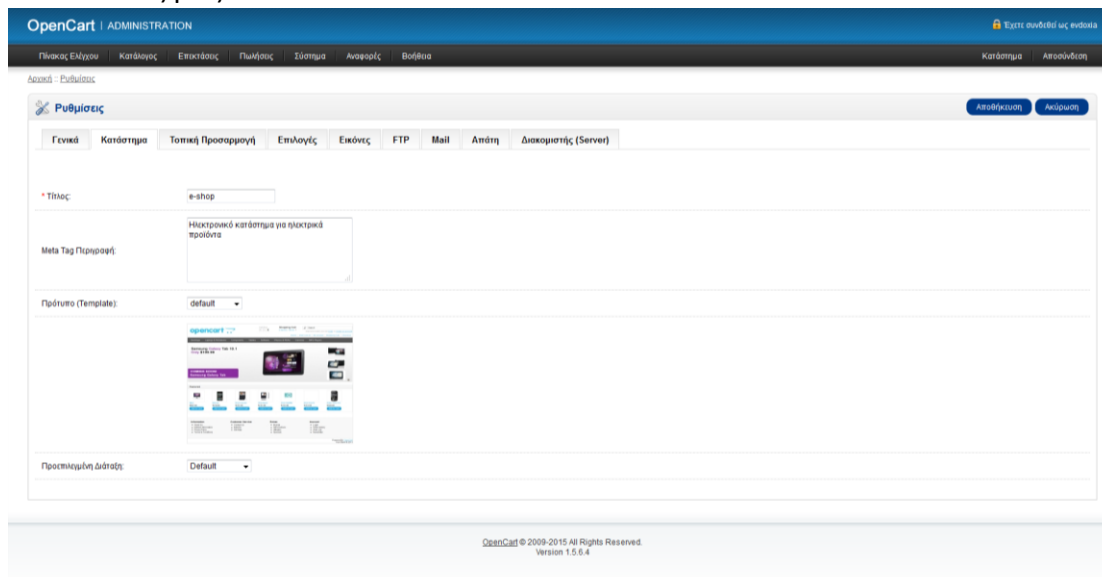 OpenCart | ADMINISTRATION
Έχετε συνδεθεί ως evdoxia
Πίνακας Ελέγχου Κατάλογος Επεκτάσεις Πωλήσεις Σύστημα Αναφορές Βοήθεια Κατάστημα Αποσύνδεση
Αρχική :: Ρυθμίσεις
Ρυθμίσεις Αποθήκευση Ακύρωση
Γενικά Κατάστημα Τοπική Προσαρμογή Επιλογές Εικόνες FTP Mail Απάτη Διακομιστής (Server)
* Τίτλος: e-shop
Meta Tag Περιγραφή: Ηλεκτρονικό κατάστημα για ηλεκτρικά
προϊόντα
Πρότυπο (Template): default
opencart
Προεπιλεγμένη Διάταξη: Default
OpenCart © 2009-2015 All Rights Reserved.
Version 1.5.6.4